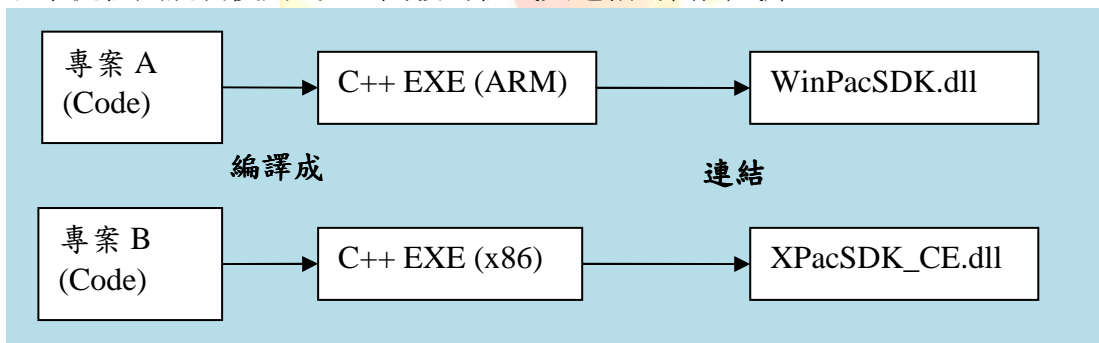 專案 A
(Code)
C++ EXE (ARM)
WinPacSDK.dll
編譯成
連結
專案 B
(Code)
C++ EXE (x86)
XPacSDK_CE.dll